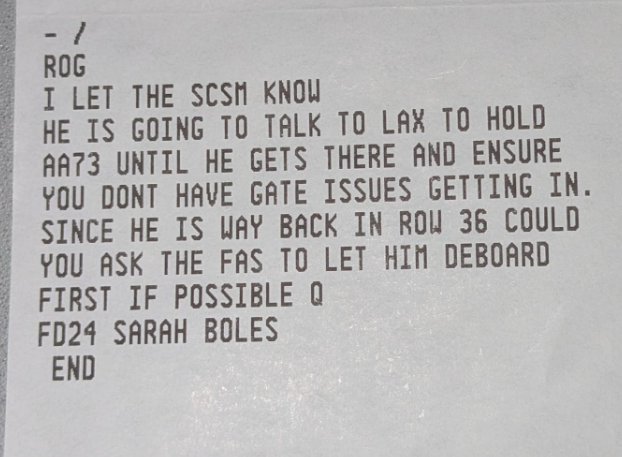 - /
ROG
I LET THE SCSM KNOW
HE IS GOING TO TALK TO LAX TO HOLD
AA73 UNTIL HE GETS THERE AND ENSURE
YOU DONT HAVE GATE ISSUES GETTING IN.
SINCE HE IS WAY BACK IN ROW 36 COULD
YOU ASK THE FAS TO LET HIM DEBOARD
FIRST IF POSSIBLE Q
FD24 SARAH BOLES
END